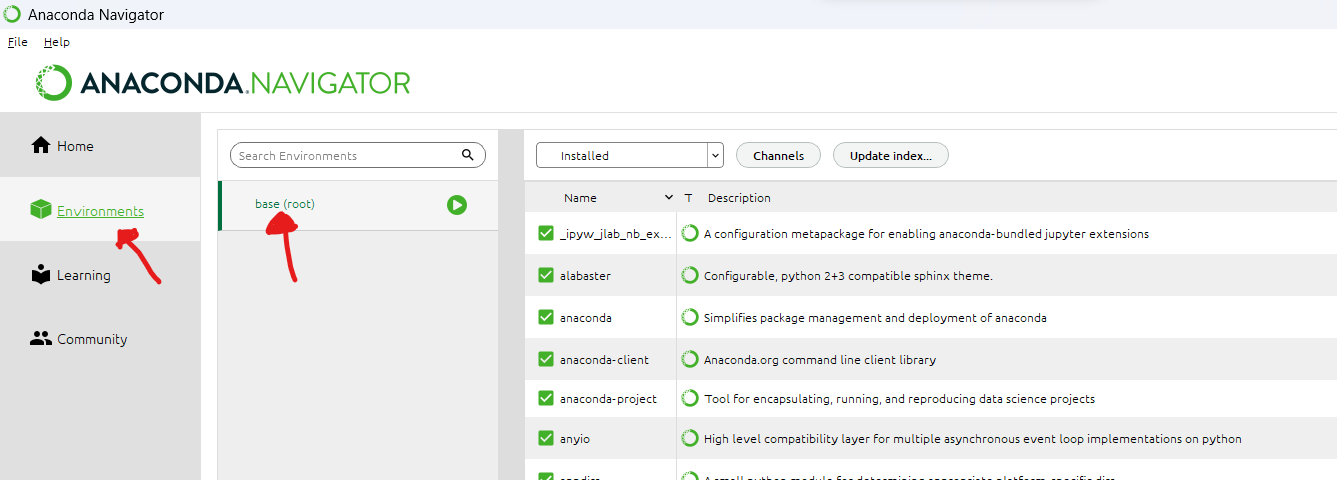 Anaconda Navigator
File Help
ANACONDA.NAVIGATOR
Home
Environments
Learning
Community
Search Environments
base (root)
Installed Channels Update index...
Name T Description
_ipyw_jlab_nb_ex... A configuration metapackage for enabling anaconda-bundled jupyter extensions
alabaster Configurable, python 2+3 compatible sphinx theme.
anaconda Simplifies package management and deployment of anaconda
anaconda-client Anaconda.org command line client library
anaconda-project Tool for encapsulating, running, and reproducing data science projects
anyio High level compatibility layer for multiple asynchronous event loop implementations on python